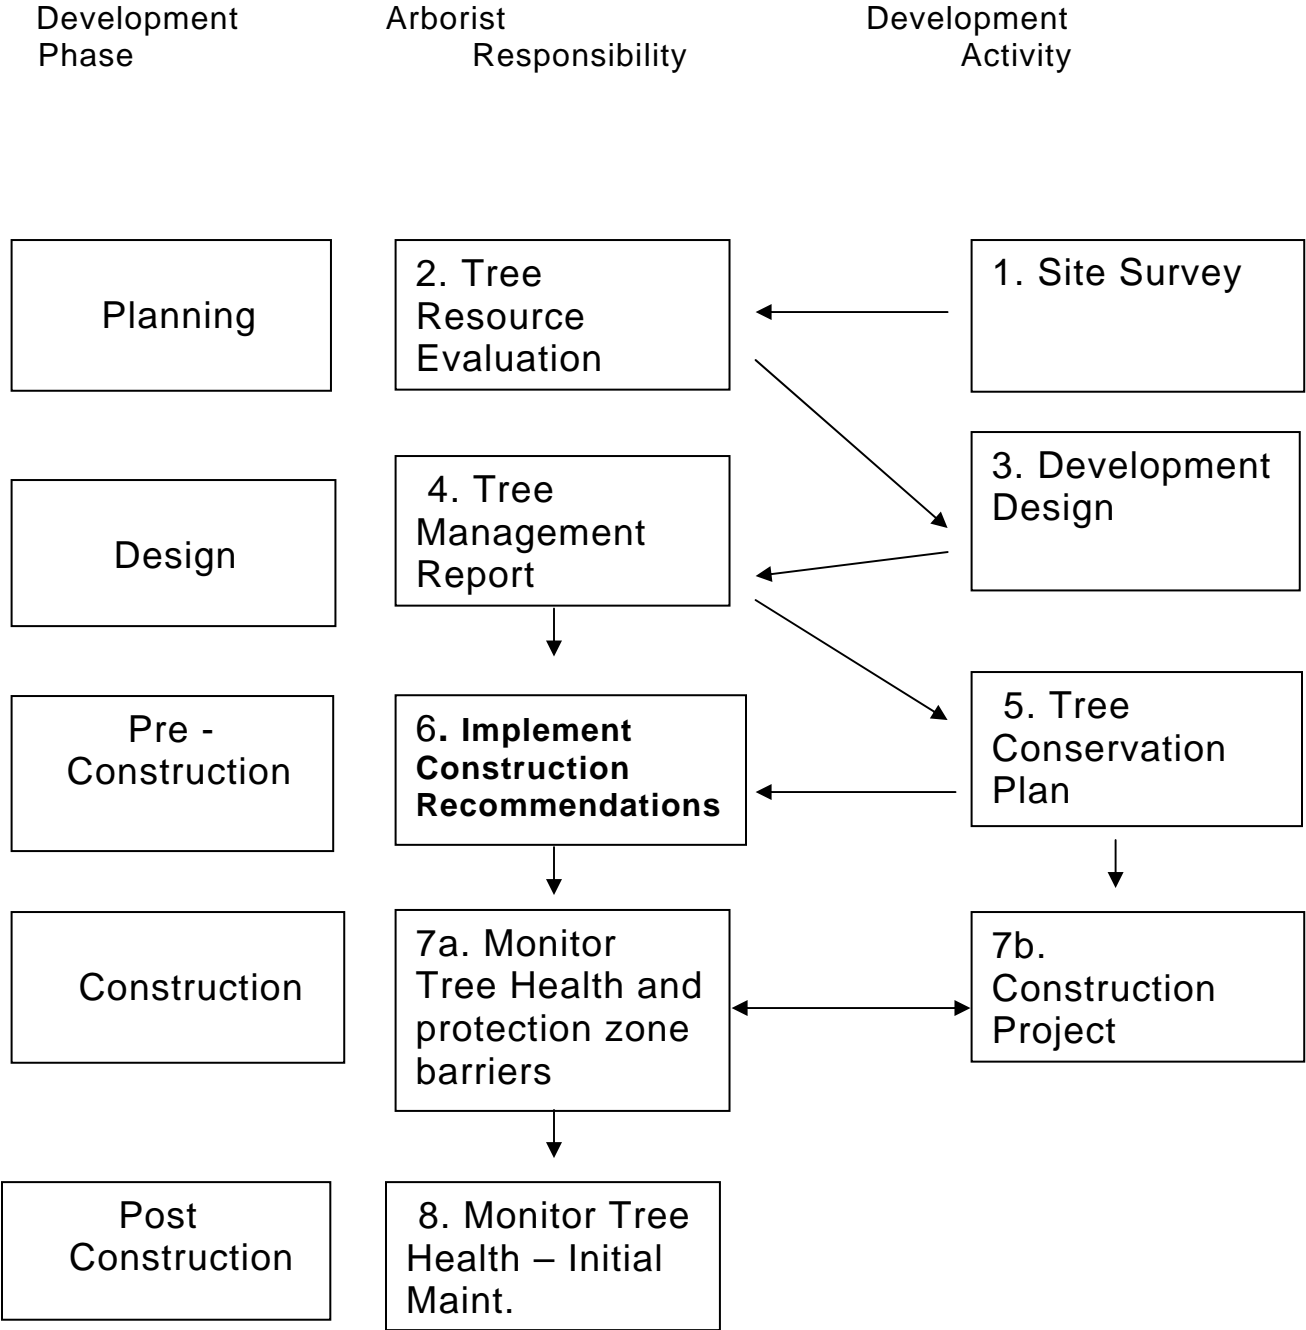 Development
Phase
Arborist
Responsibility
Development
Activity
Planning
2. Tree
Resource
Evaluation
1. Site Survey
Design
4. Tree
Management
Report
3. Development
Design
Pre -
Construction
6. Implement
Construction
Recommendations
5. Tree
Conservation
Plan
Construction
7a. Monitor
Tree Health and
protection zone
barriers
7b.
Construction
Project
Post
Construction
8. Monitor Tree
Health – Initial
Maint.